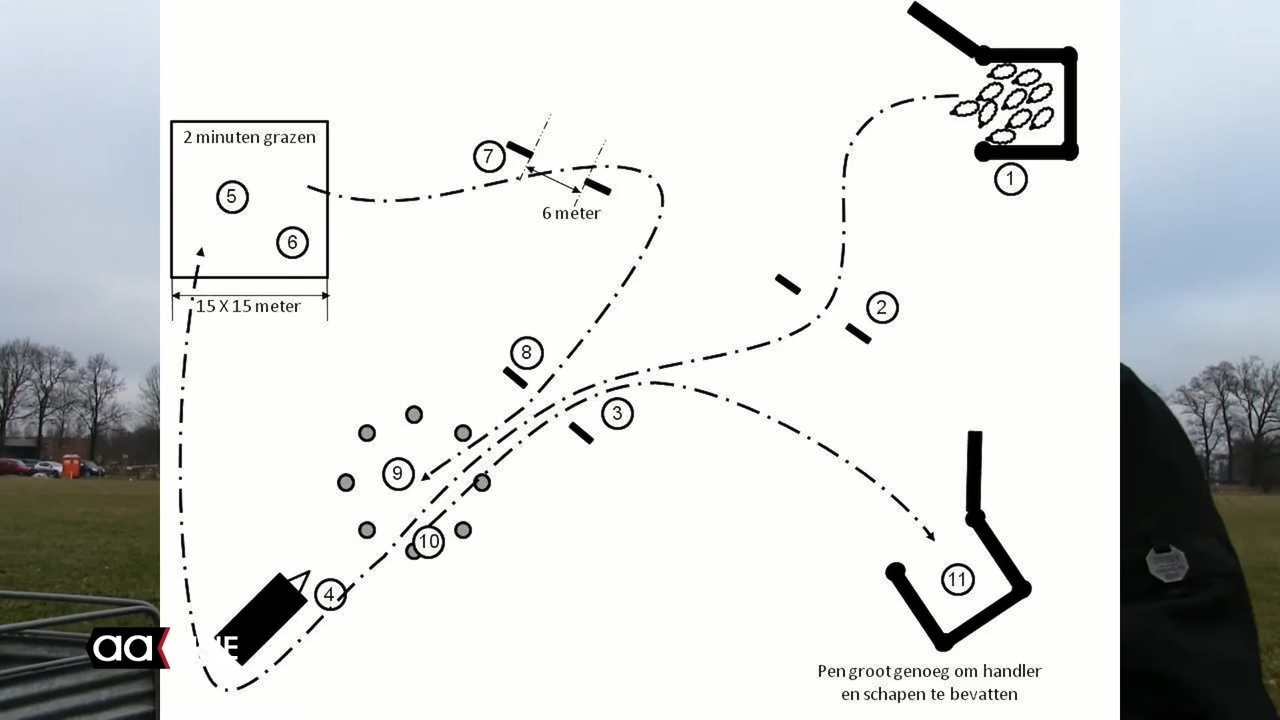 2 minuten grazen
5
6
15 X 15 meter
7
6 meter
1
2
8
3
9
10
4
11
Pen groot genoeg om handler
en schapen te bevatten
aa